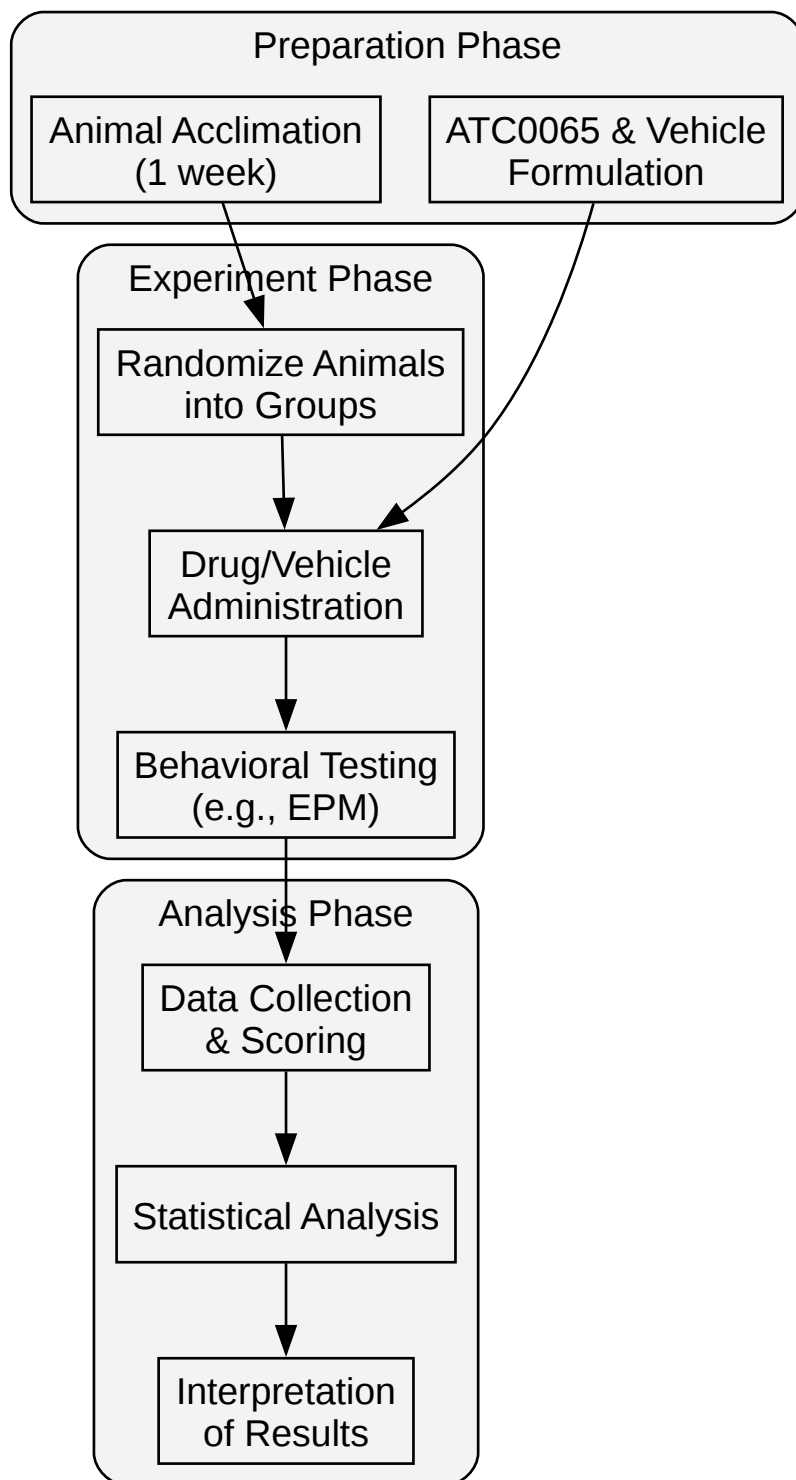 Preparation Phase
Animal Acclimation
(1 week)
ATC0065 & Vehicle
Formulation
Experiment Phase
Randomize Animals
into Groups
Drug/Vehicle
Administration
Behavioral Testing
(e.g., EPM)
Analysis Phase
Data Collection
& Scoring
Statistical Analysis
Interpretation
of Results